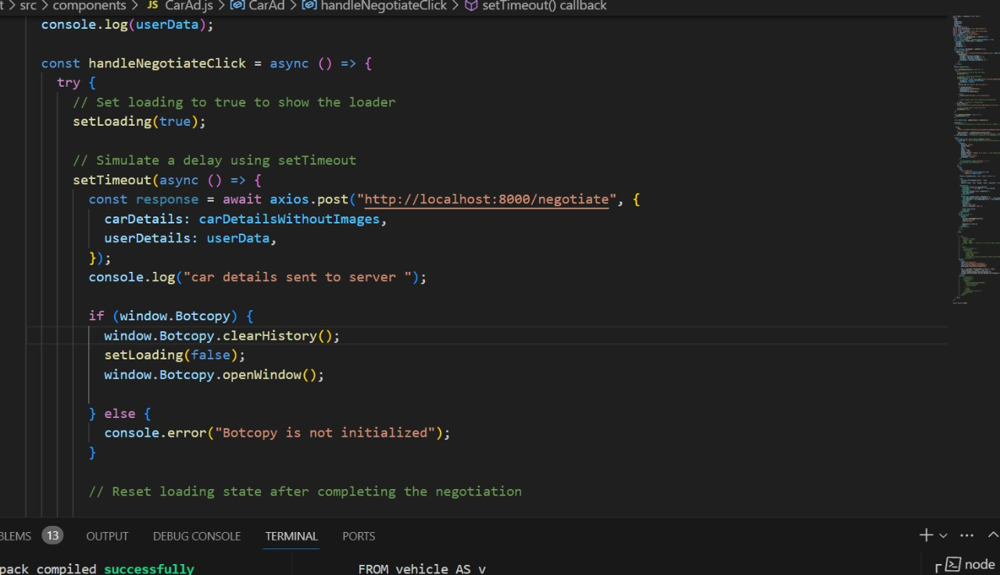 t > src > components > JS CarAd.js > CarAd > handleNegotiateClick > setTimeout() callback
console.log(userData);
const handleNegotiateClick = async () => {
try {
// Set loading to true to show the loader
setLoading(true);
// Simulate a delay using setTimeout
setTimeout(async () => {
const response = await axios.post("http://localhost:8000/negotiate", {
carDetails: carDetailsWithoutImages,
userDetails: userData,
});
console.log("car details sent to server ");
if (window.Botcopy) {
window.Botcopy.clearHistory();
setLoading(false);
window.Botcopy.openWindow();
} else {
console.error("Botcopy is not initialized");
}
// Reset loading state after completing the negotiation
BLEMS 13 OUTPUT DEBUG CONSOLE TERMINAL PORTS
pack compiled successfully FROM vehicle AS v node